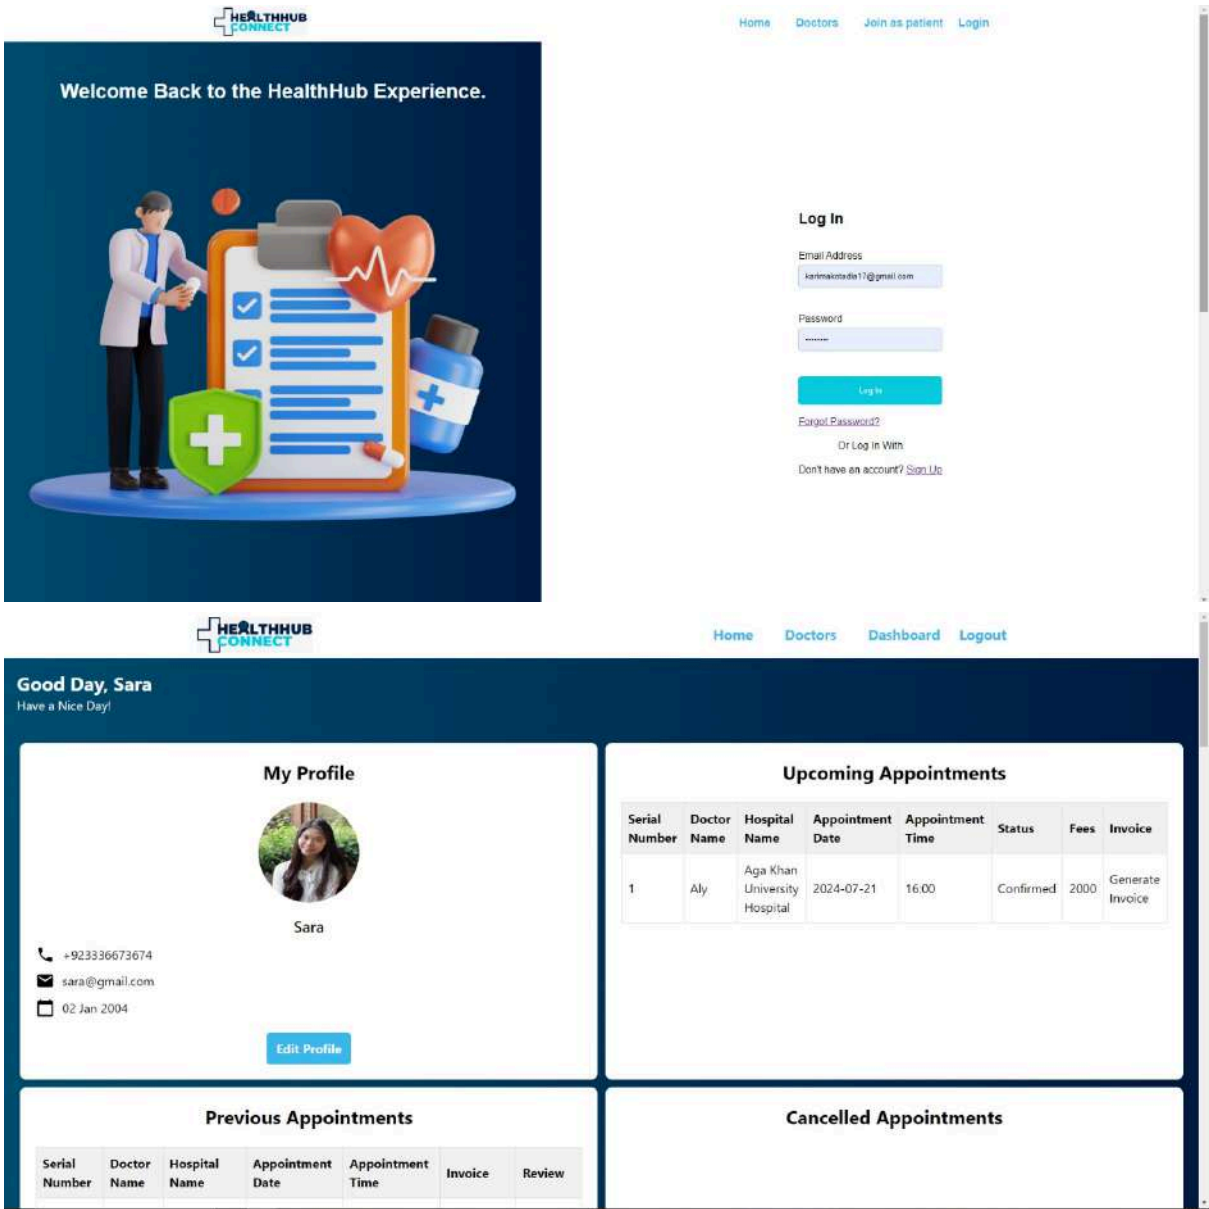 HEALTHHUB
CONNECT
Home Doctors Join as patient Login
Welcome Back to the HealthHub Experience.
Log In
Email Address
karimakotadia17@gmail.com
Password
Log In
Forgot Password?
Or Log In With
Don't have an account? Sign Up
HEALTHHUB
CONNECT
Home Doctors Dashboard Logout
Good Day, Sara
Have a Nice Day!
My Profile
Sara
+923336673674
sara@gmail.com
02 Jan 2004
Edit Profile
Upcoming Appointments
Serial Number Doctor Name Hospital Name Appointment Date Appointment Time Status Fees Invoice
1 Aly Aga Khan University Hospital 2024-07-21 16:00 Confirmed 2000 Generate Invoice
Previous Appointments
Serial Number Doctor Name Hospital Name Appointment Date Appointment Time Invoice Review
Cancelled Appointments